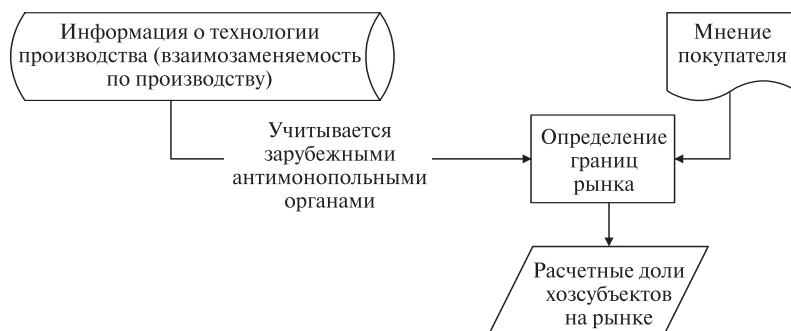 Информация о технологии
производства (взаимозаменяемость
по производству)
Мнение
покупателя
Учитывается
зарубежными
антимонопольными
органами
Определение
границ
рынка
Расчетные доли
хозсубъектов
на рынке